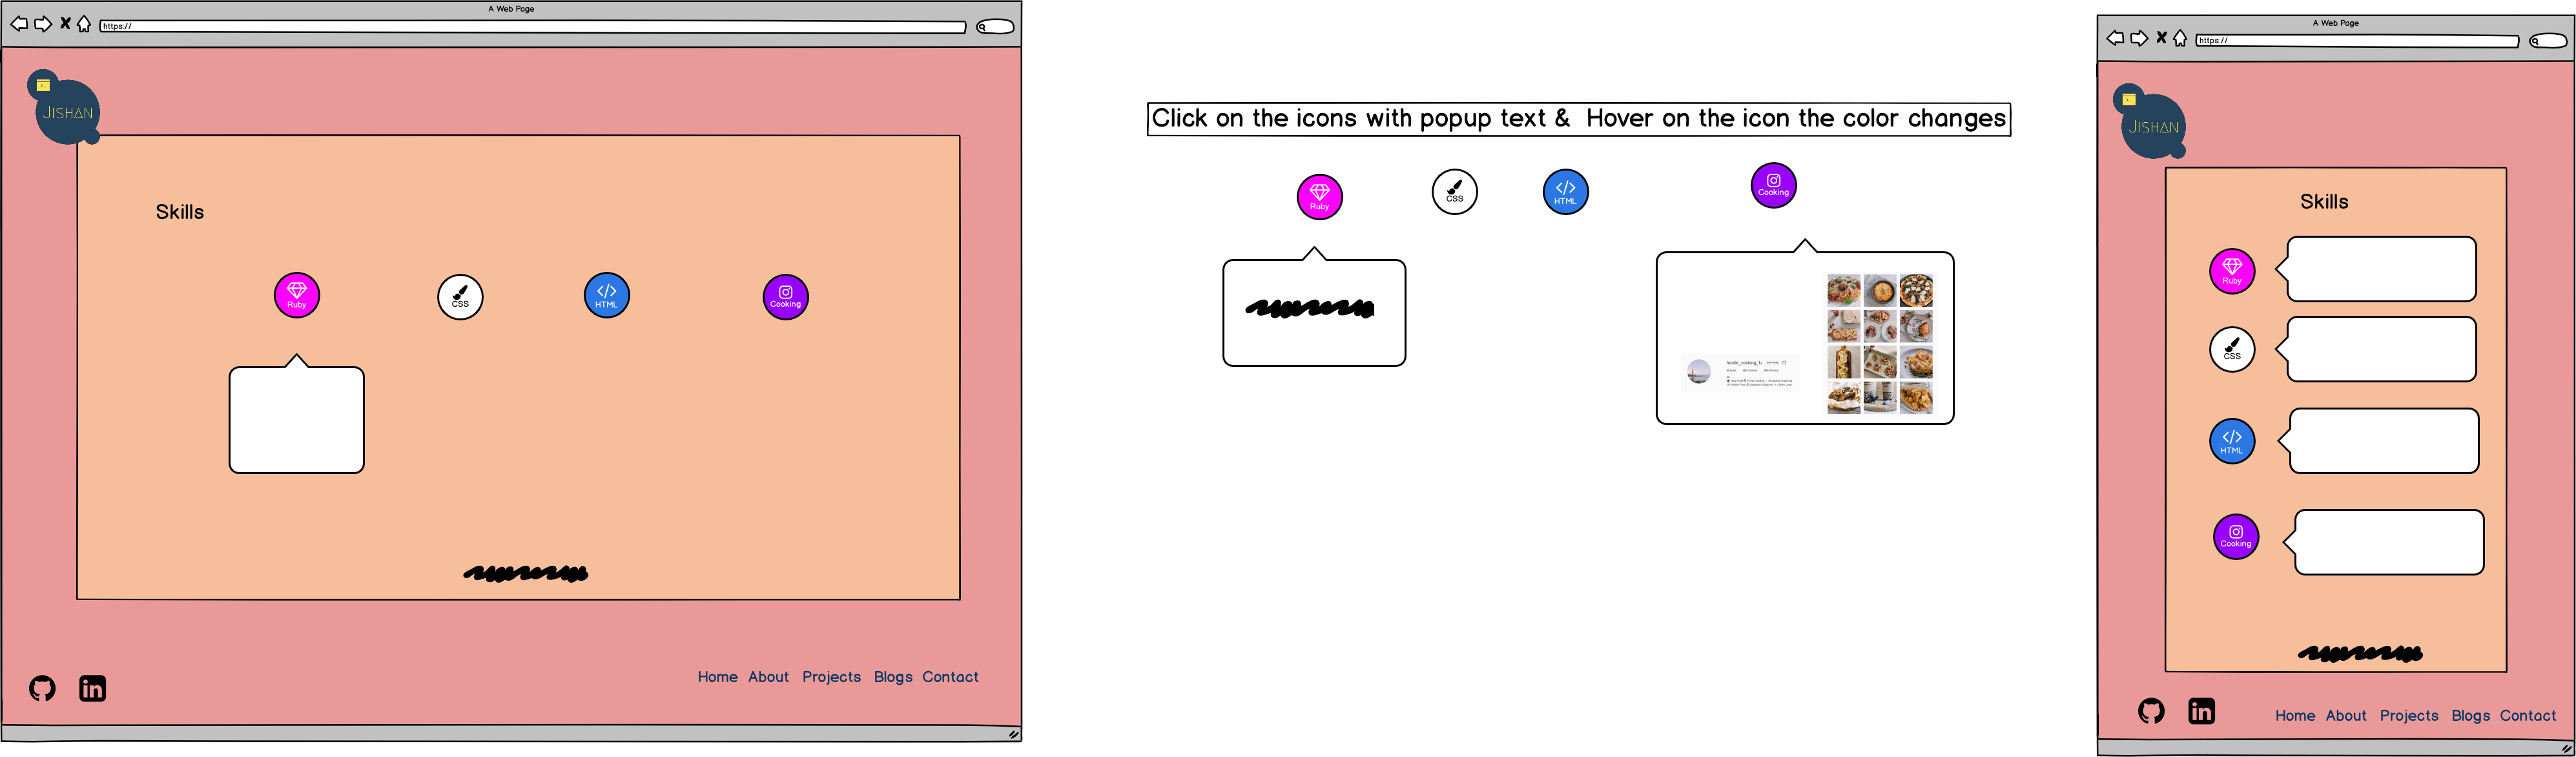 A Web Page
https://
JISHAN
Skills
Ruby
CSS
HTML
Cooking
Home About Projects Blogs Contact
Click on the icons with popup text & Hover on the icon the color changes
Ruby
CSS
HTML
Cooking
A Web Page
https://
JISHAN
Skills
Ruby
CSS
HTML
Cooking
Home About Projects Blogs Contact